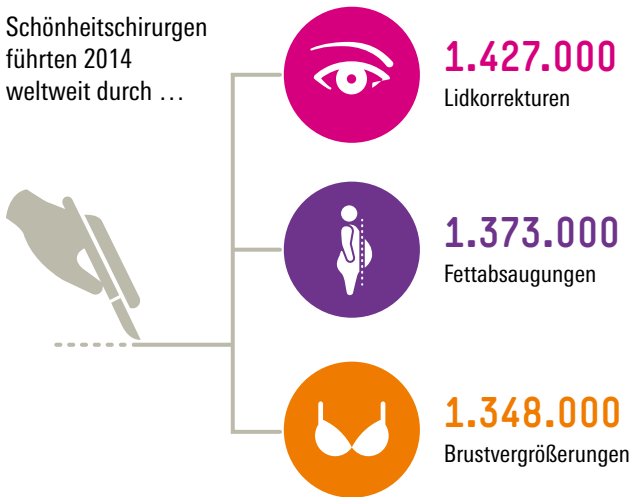 Schönheitschirurgen
führten 2014
weltweit durch …
1.427.000
Lidkorrekturen
1.373.000
Fettabsaugungen
1.348.000
Brustvergrößerungen